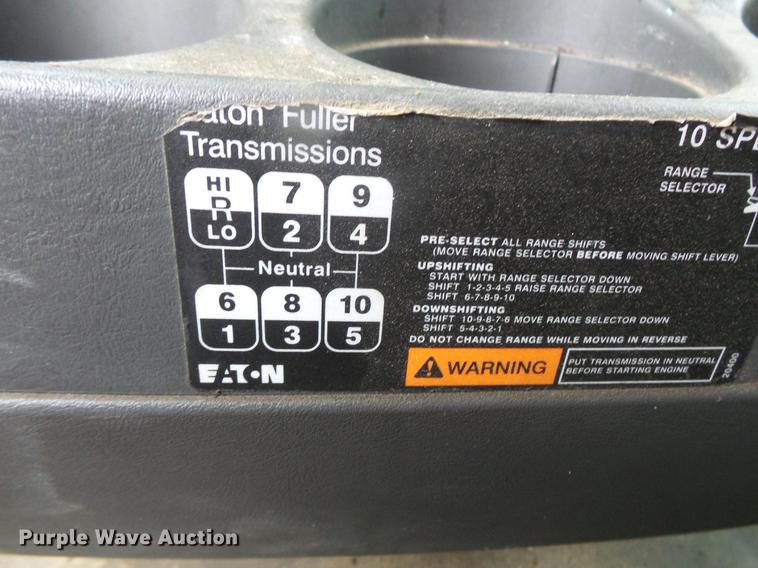 Eaton Fuller
Transmissions
10 SPE
RANGE
SELECTOR
HI 7 9
R
LO 2 4
Neutral
6 8 10
1 3 5
EATON
PRE-SELECT ALL RANGE SHIFTS
(MOVE RANGE SELECTOR BEFORE MOVING SHIFT LEVER)
UPSHIFTING
START WITH RANGE SELECTOR DOWN
SHIFT 1-2-3-4-5 RAISE RANGE SELECTOR
SHIFT 6-7-8-9-10
DOWNSHIFTING
SHIFT 10-9-8-7-6 MOVE RANGE SELECTOR DOWN
SHIFT 5-4-3-2-1
DO NOT CHANGE RANGE WHILE MOVING IN REVERSE
WARNING
PUT TRANSMISSION IN NEUTRAL
BEFORE STARTING ENGINE
20400
Purple Wave Auction